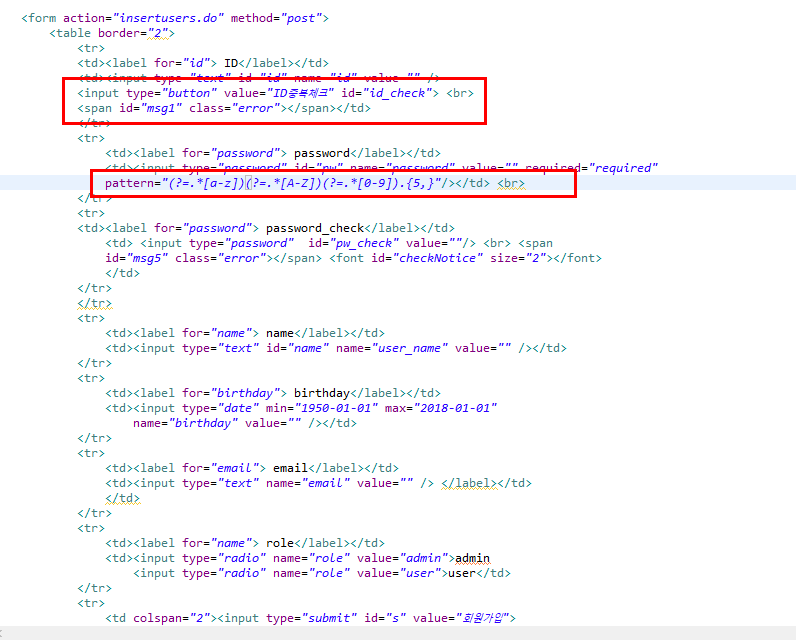 <form action="insertusers.do" method="post">
<table border="2">
<tr>
<td><label for="id"> ID</label></td>
<td><input type="text" id="id" name="id" value="" />
<input type="button" value="ID중복체크" id="id_check"> <br>
<span id="msg1" class="error"></span></td>
</tr>
<tr>
<td><label for="password"> password</label></td>
<td><input type="password" id="pw" name="password" value="" required="required"
pattern="(?=.*[a-z])(?=.*[A-Z])(?=.*[0-9]).{5,}"/></td> <br>
</tr>
<tr>
<td><label for="password"> password_check</label></td>
<td> <input type="password"  id="pw_check" value=""/> <br> <span
id="msg5" class="error"></span> <font id="checkNotice" size="2"></font>
</td>
</tr>
</tr>
<tr>
<td><label for="name"> name</label></td>
<td><input type="text" id="name" name="user_name" value="" /></td>
</tr>
<tr>
<td><label for="birthday"> birthday</label></td>
<td><input type="date" min="1950-01-01" max="2018-01-01"
name="birthday" value="" /></td>
</tr>
<tr>
<td><label for="email"> email</label></td>
<td><input type="text" name="email" value="" /> </label></td>
</td>
</tr>
<tr>
<td><label for="name"> role</label></td>
<td><input type="radio" name="role" value="admin">admin
<input type="radio" name="role" value="user">user</td>
</tr>
<tr>
<td colspan="2"><input type="submit" id="s" value="회원가입">